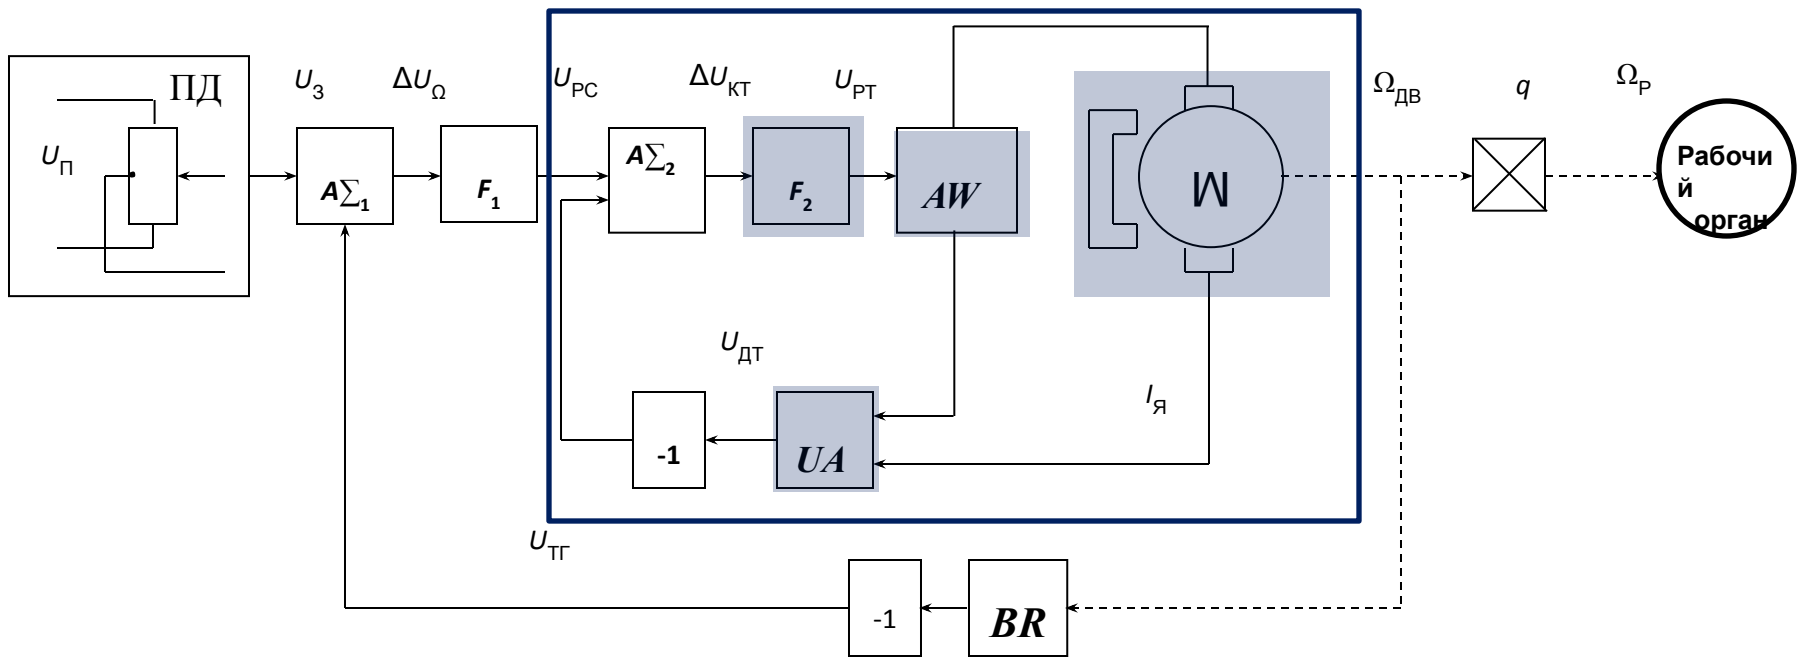 ПД
U_З
ΔU_Ω
U_РС
ΔU_КТ
U_РТ
Ω_ДВ
q
Ω_Р
U_П
AΣ_1
F_1
AΣ_2
F_2
AW
M
Рабочи
й
орган
U_ДТ
I_Я
-1
UA
U_ТГ
-1
BR